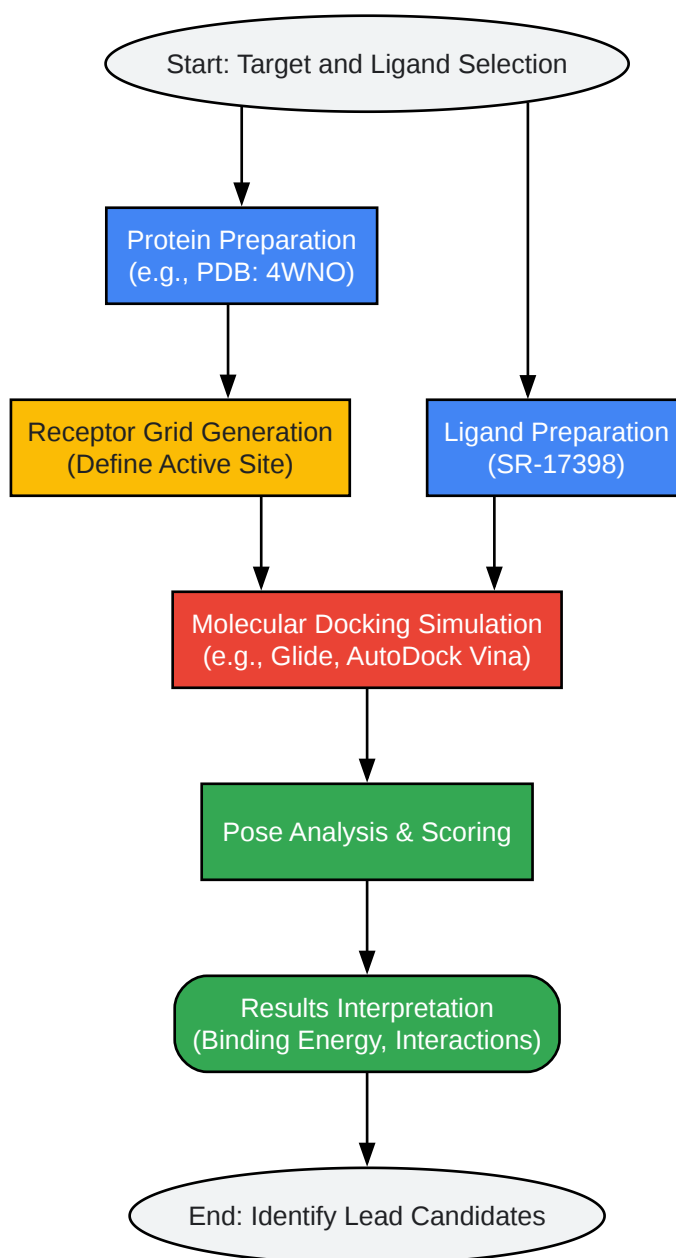 Start: Target and Ligand Selection
Protein Preparation
(e.g., PDB: 4WNO)
Receptor Grid Generation
(Define Active Site)
Ligand Preparation
(SR-17398)
Molecular Docking Simulation
(e.g., Glide, AutoDock Vina)
Pose Analysis & Scoring
Results Interpretation
(Binding Energy, Interactions)
End: Identify Lead Candidates